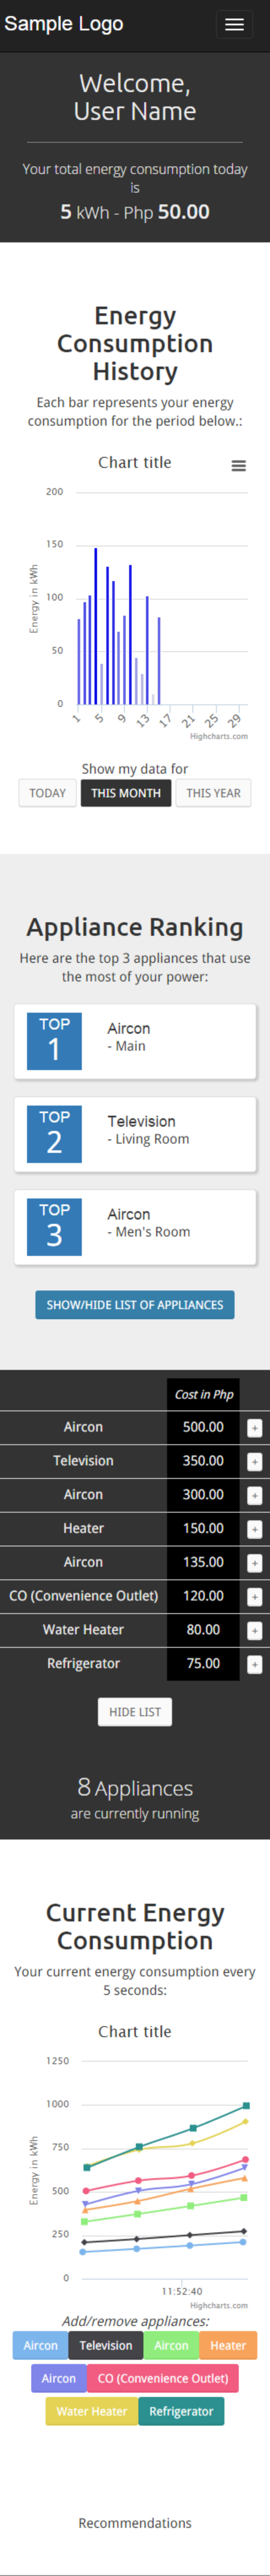 Sample Logo
Welcome,
User Name
Your total energy consumption today
is
5 kWh - Php 50.00
Energy
Consumption
History
Each bar represents your energy
consumption for the period below.:
Chart title
200
150
100
50
0
Energy in kWh
1 5 9 13 17 21 25 29
Highcharts.com
Show my data for
TODAY THIS MONTH THIS YEAR
Appliance Ranking
Here are the top 3 appliances that use
the most of your power:
TOP
1
Aircon
- Main
TOP
2
Television
- Living Room
TOP
3
Aircon
- Men's Room
SHOW/HIDE LIST OF APPLIANCES
Cost in Php
Aircon 500.00 +
Television 350.00 +
Aircon 300.00 +
Heater 150.00 +
Aircon 135.00 +
CO (Convenience Outlet) 120.00 +
Water Heater 80.00 +
Refrigerator 75.00 +
HIDE LIST
8 Appliances
are currently running
Current Energy
Consumption
Your current energy consumption every
5 seconds:
Chart title
1250
1000
750
500
250
0
Energy in kWh
11:52:40
Highcharts.com
Add/remove appliances:
Aircon Television Aircon Heater
Aircon CO (Convenience Outlet)
Water Heater Refrigerator
Recommendations